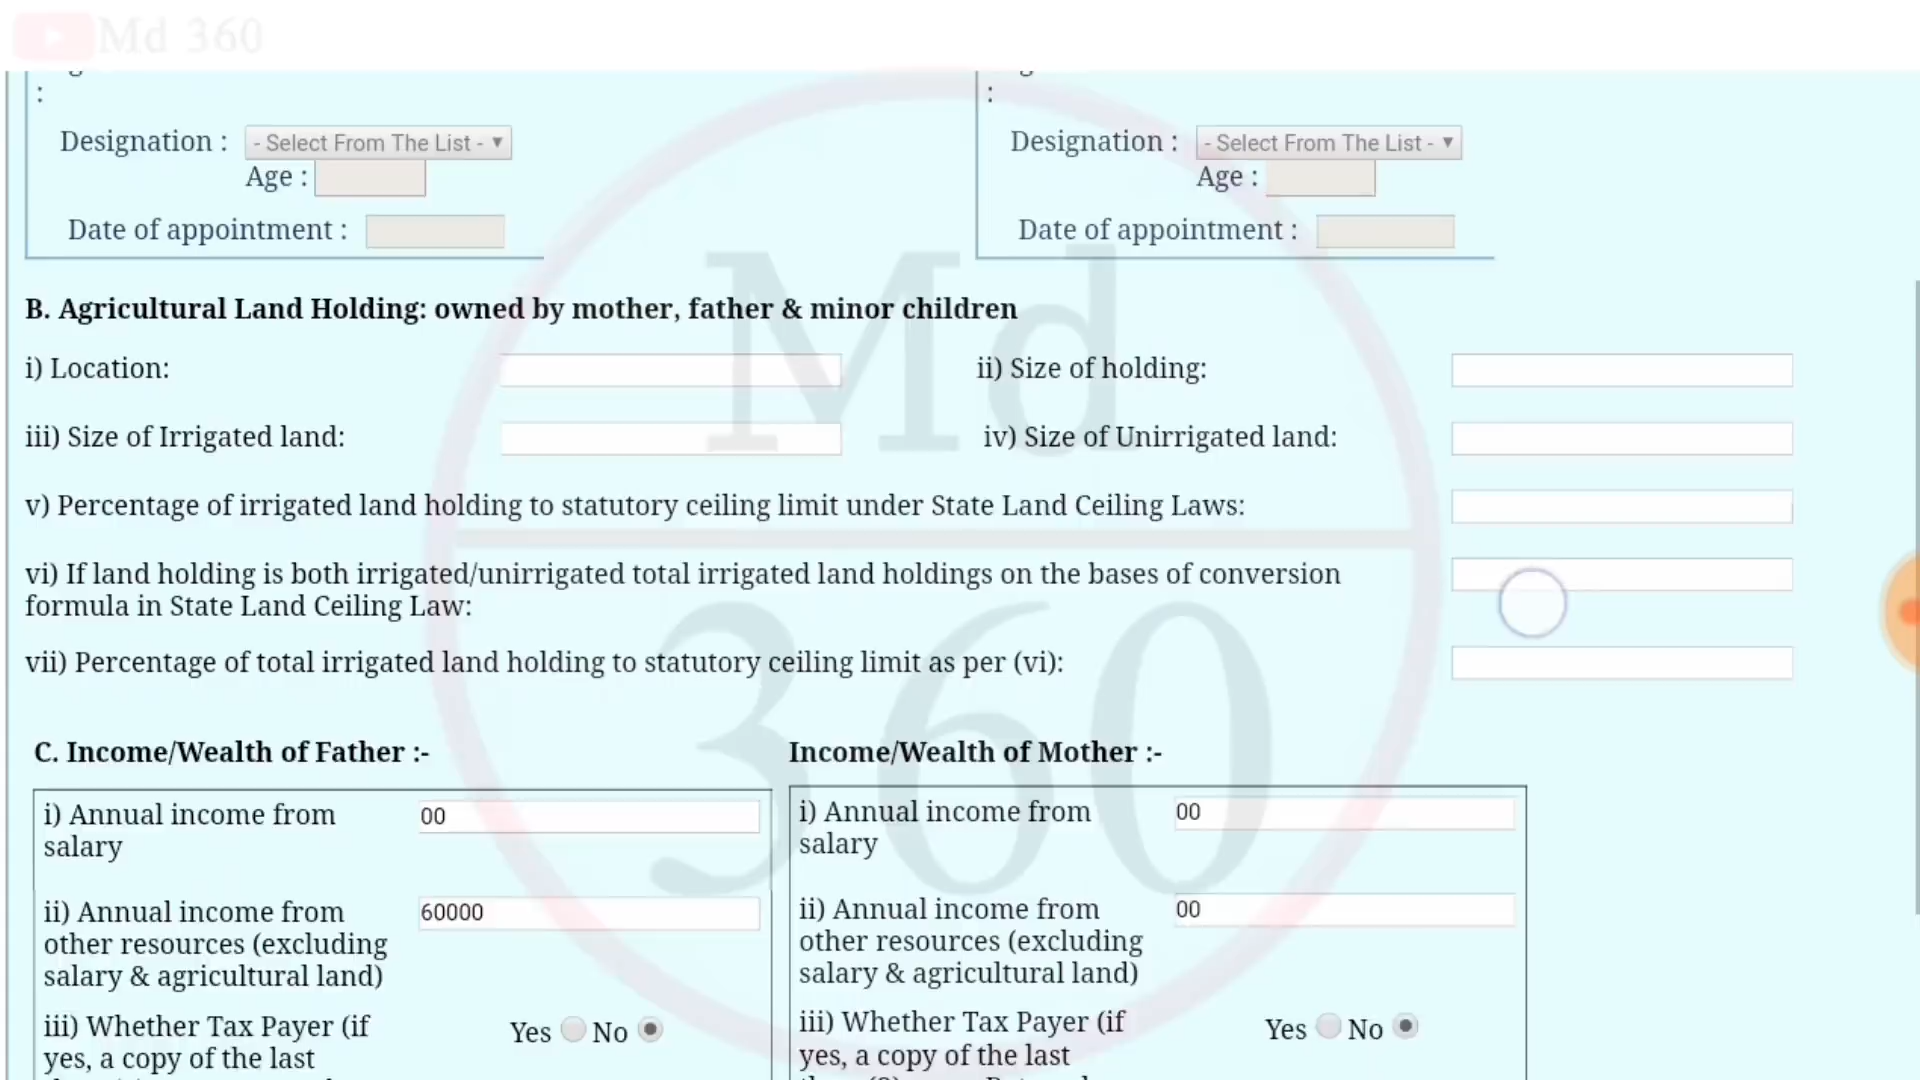 Md 360
: :
Designation : - Select From The List - Designation : - Select From The List -
Age : Age :
Date of appointment : Date of appointment :
B. Agricultural Land Holding: owned by mother, father & minor children
i) Location: ii) Size of holding:
iii) Size of Irrigated land: iv) Size of Unirrigated land:
v) Percentage of irrigated land holding to statutory ceiling limit under State Land Ceiling Laws:
vi) If land holding is both irrigated/unirrigated total irrigated land holdings on the bases of conversion
formula in State Land Ceiling Law:
vii) Percentage of total irrigated land holding to statutory ceiling limit as per (vi):
Md
360
C. Income/Wealth of Father :- Income/Wealth of Mother :-
i) Annual income from 00
salary
ii) Annual income from 60000
other resources (excluding
salary & agricultural land)
iii) Whether Tax Payer (if Yes No
yes, a copy of the last
i) Annual income from 00
salary
ii) Annual income from 00
other resources (excluding
salary & agricultural land)
iii) Whether Tax Payer (if Yes No
yes, a copy of the last